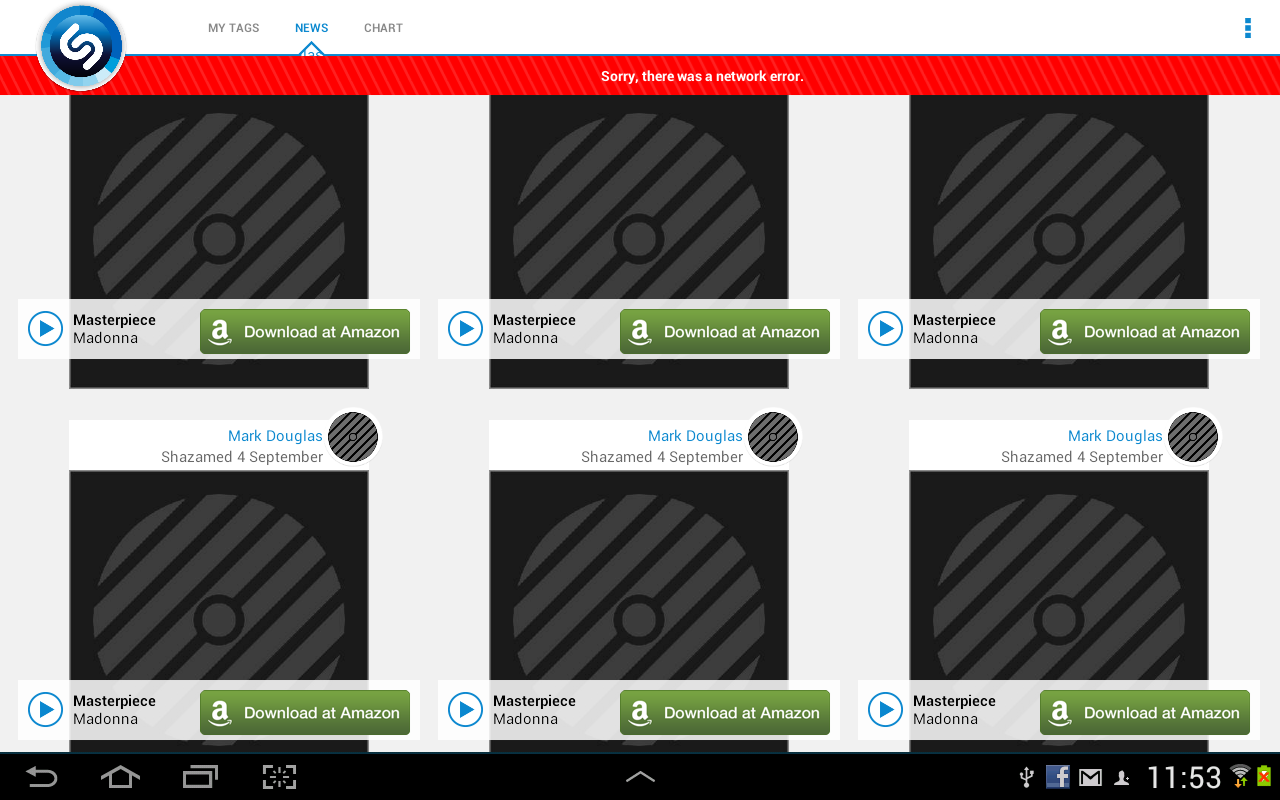 MY TAGS NEWS CHART
las
Sorry, there was a network error.
Masterpiece
Madonna
Download at Amazon
Masterpiece
Madonna
Download at Amazon
Masterpiece
Madonna
Download at Amazon
Mark Douglas
Shazamed 4 September
Mark Douglas
Shazamed 4 September
Mark Douglas
Shazamed 4 September
Masterpiece
Madonna
Download at Amazon
Masterpiece
Madonna
Download at Amazon
Masterpiece
Madonna
Download at Amazon
11:53